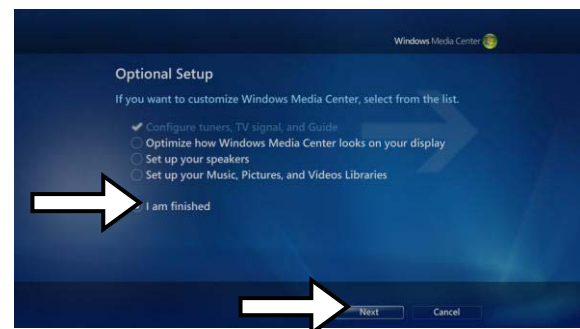 Windows Media Center
Optional Setup
If you want to customize Windows Media Center, select from the list.
Configure tuners, TV signal, and Guide
Optimize how Windows Media Center looks on your display
Set up your speakers
Set up your Music, Pictures, and Videos Libraries
I am finished
Next Cancel